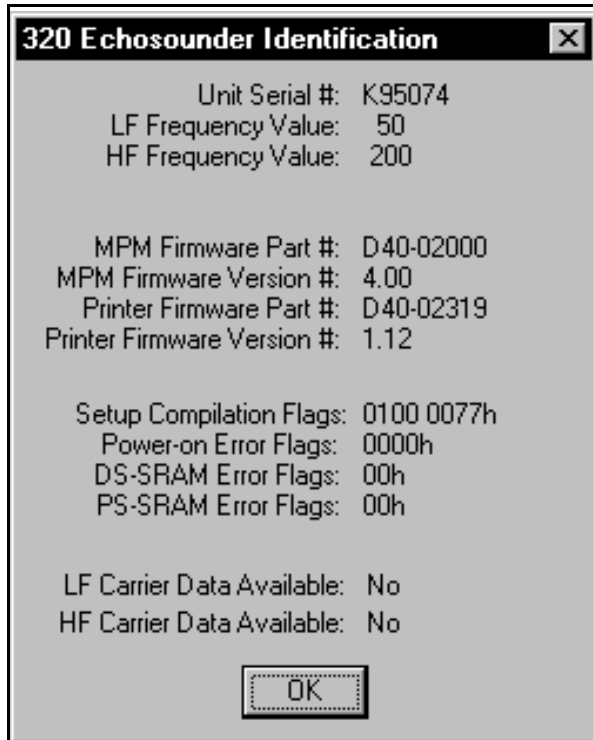 320 Echosounder Identification
Unit Serial #: K95074
LF Frequency Value: 50
HF Frequency Value: 200
MPM Firmware Part #: D40-02000
MPM Firmware Version #: 4.00
Printer Firmware Part #: D40-02319
Printer Firmware Version #: 1.12
Setup Compilation Flags: 0100 0077h
Power-on Error Flags: 0000h
DS-SRAM Error Flags: 00h
PS-SRAM Error Flags: 00h
LF Carrier Data Available: No
HF Carrier Data Available: No
OK